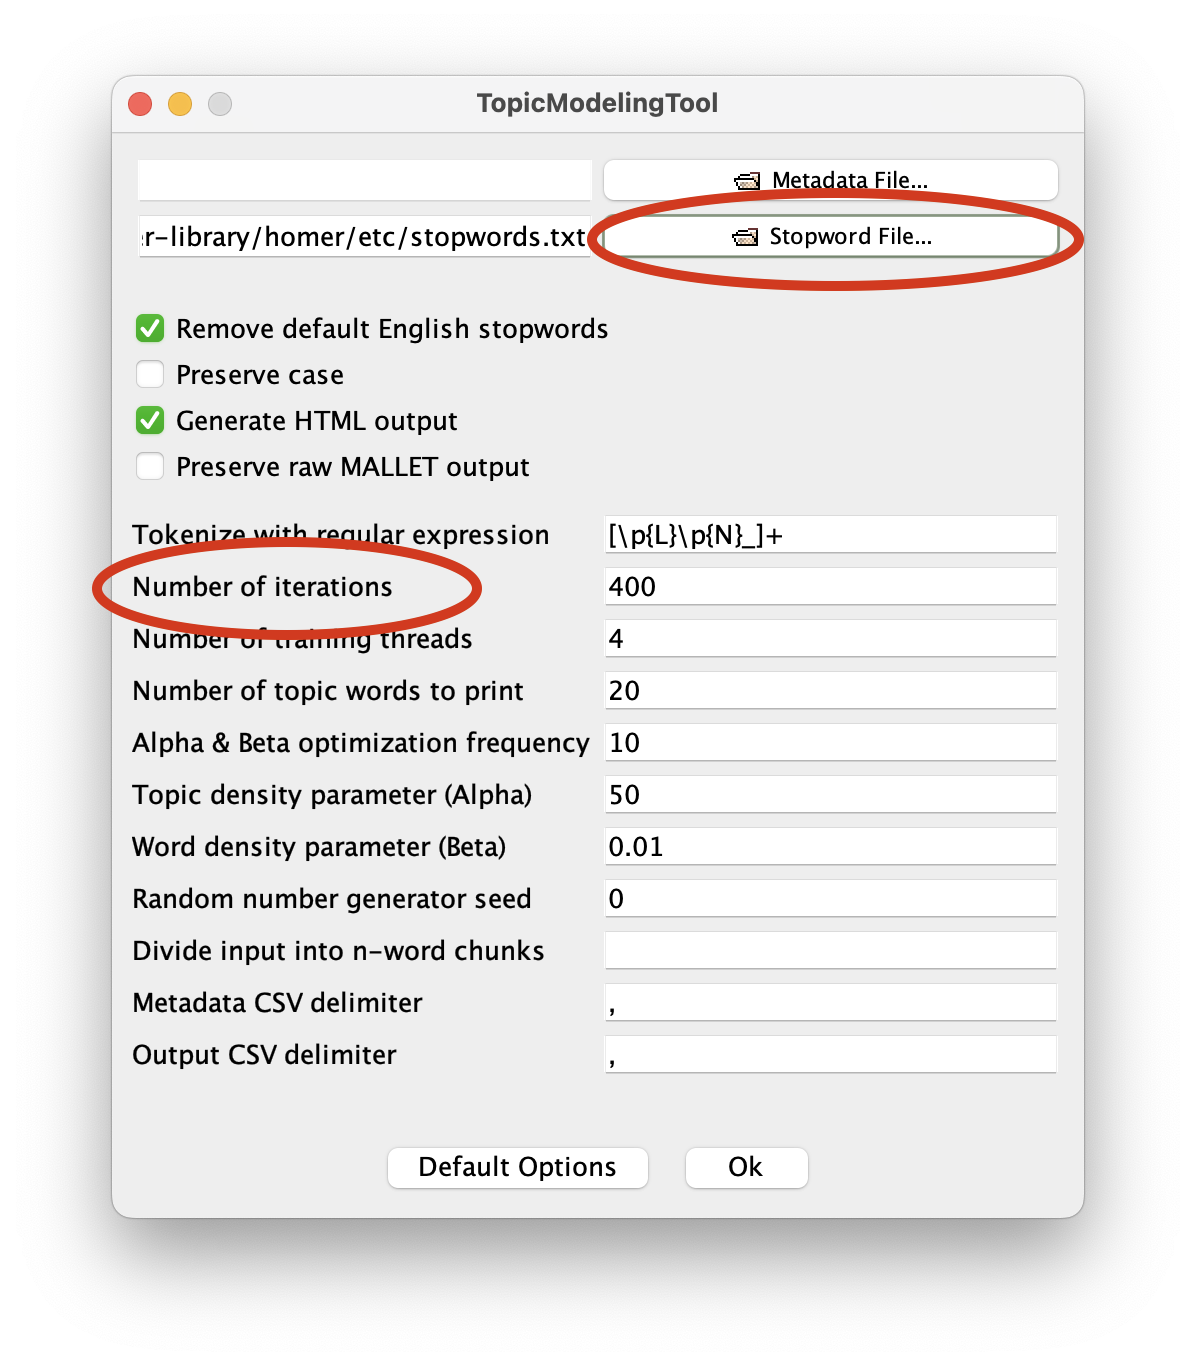 TopicModelingTool
Metadata File...
r-library/homer/etc/stopwords.txt Stopword File...
Remove default English stopwords
Preserve case
Generate HTML output
Preserve raw MALLET output
Tokenize with regular expression [\p{L}\p{N}_]+
Number of iterations 400
Number of training threads 4
Number of topic words to print 20
Alpha & Beta optimization frequency 10
Topic density parameter (Alpha) 50
Word density parameter (Beta) 0.01
Random number generator seed 0
Divide input into n-word chunks
Metadata CSV delimiter ,
Output CSV delimiter ,
Default Options Ok